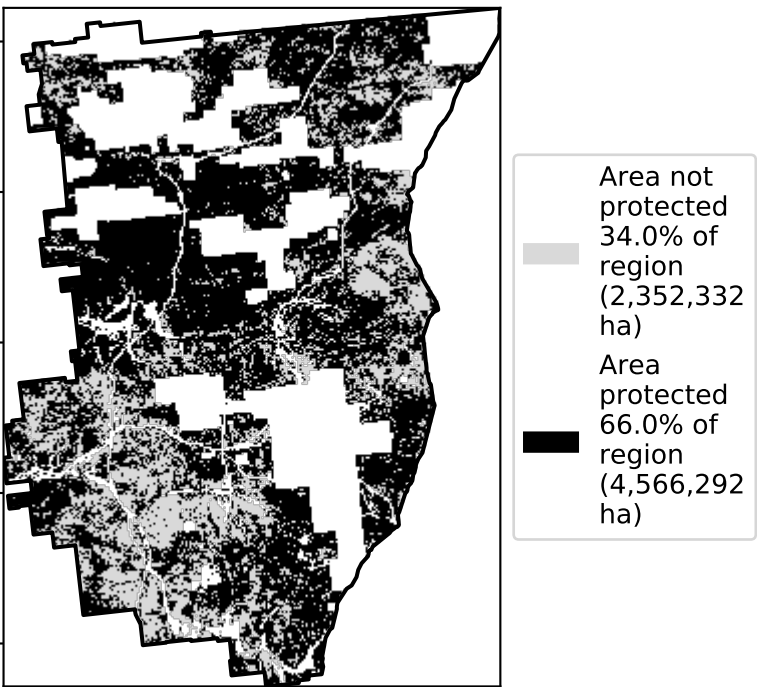 Area not
protected
34.0% of
region
(2,352,332
ha)
Area
protected
66.0% of
region
(4,566,292
ha)